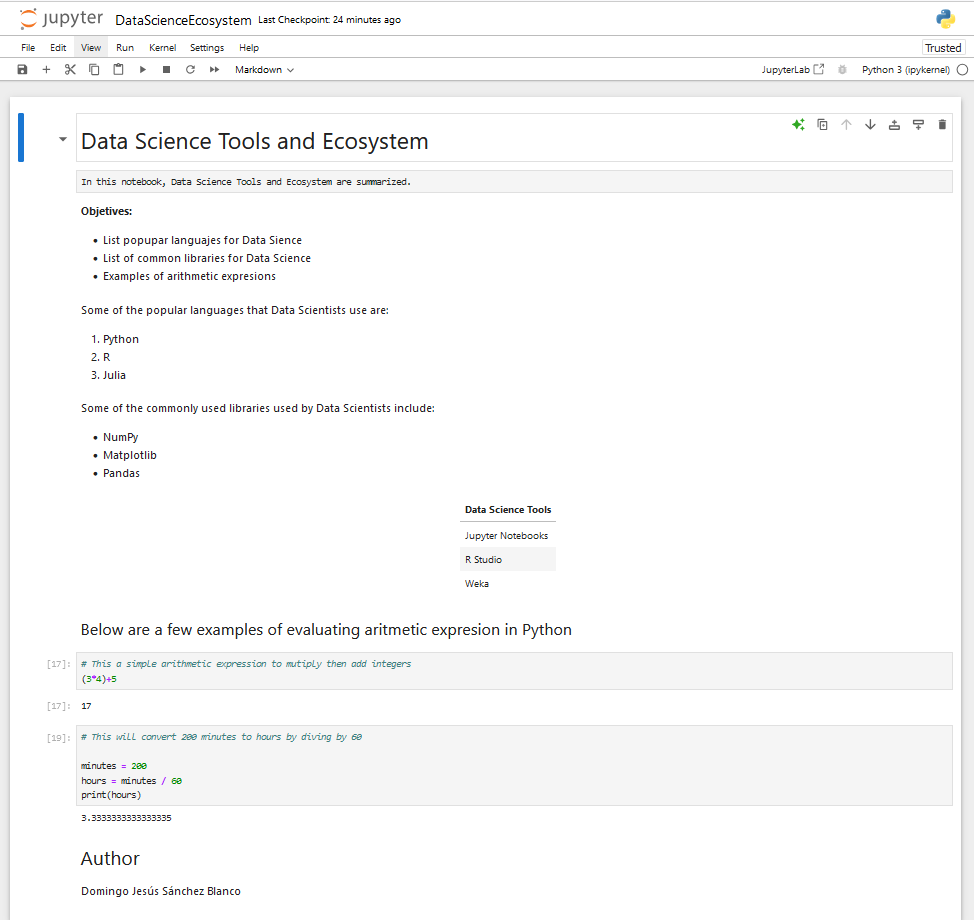 jupyter DataScienceEcosystem Last Checkpoint: 24 minutes ago
File Edit View Run Kernel Settings Help Trusted
Markdown JupyterLab Python 3 (ipykernel)
Data Science Tools and Ecosystem
In this notebook, Data Science Tools and Ecosystem are summarized.
Objetives:
• List popupar languajes for Data Sience
• List of common libraries for Data Science
• Examples of arithmetic expresions
Some of the popular languages that Data Scientists use are:
1. Python
2. R
3. Julia
Some of the commonly used libraries used by Data Scientists include:
• NumPy
• Matplotlib
• Pandas
Data Science Tools
Jupyter Notebooks
R Studio
Weka
Below are a few examples of evaluating aritmetic expresion in Python
[17]: # This a simple arithmetic expression to mutiply then add integers
(3*4)+5
[17]: 17
[19]: # This will convert 200 minutes to hours by diving by 60
minutes = 200
hours = minutes / 60
print(hours)
3.3333333333333335
Author
Domingo Jesús Sánchez Blanco